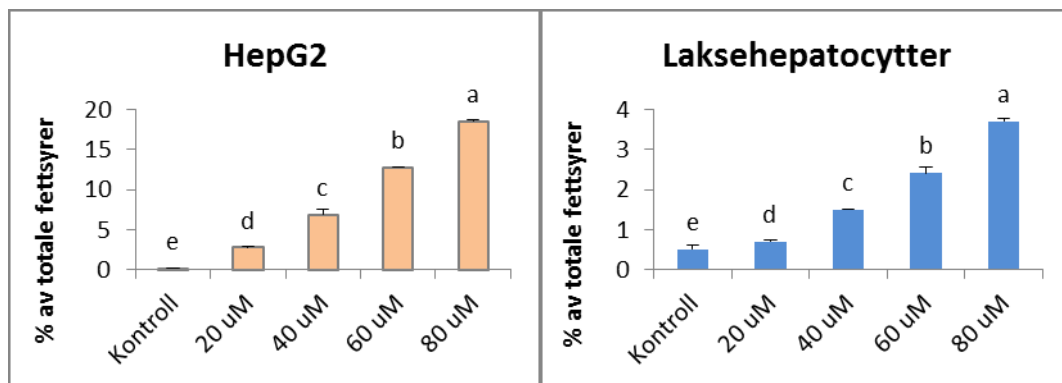 HepG2
% av totale fettsyrer
20
15
10
5
0
e
d
c
b
a
Kontroll
20 uM
40 uM
60 uM
80 uM
Laksehepatocytter
% av totale fettsyrer
4
3
2
1
0
e
d
c
b
a
Kontroll
20 uM
40 uM
60 uM
80 uM